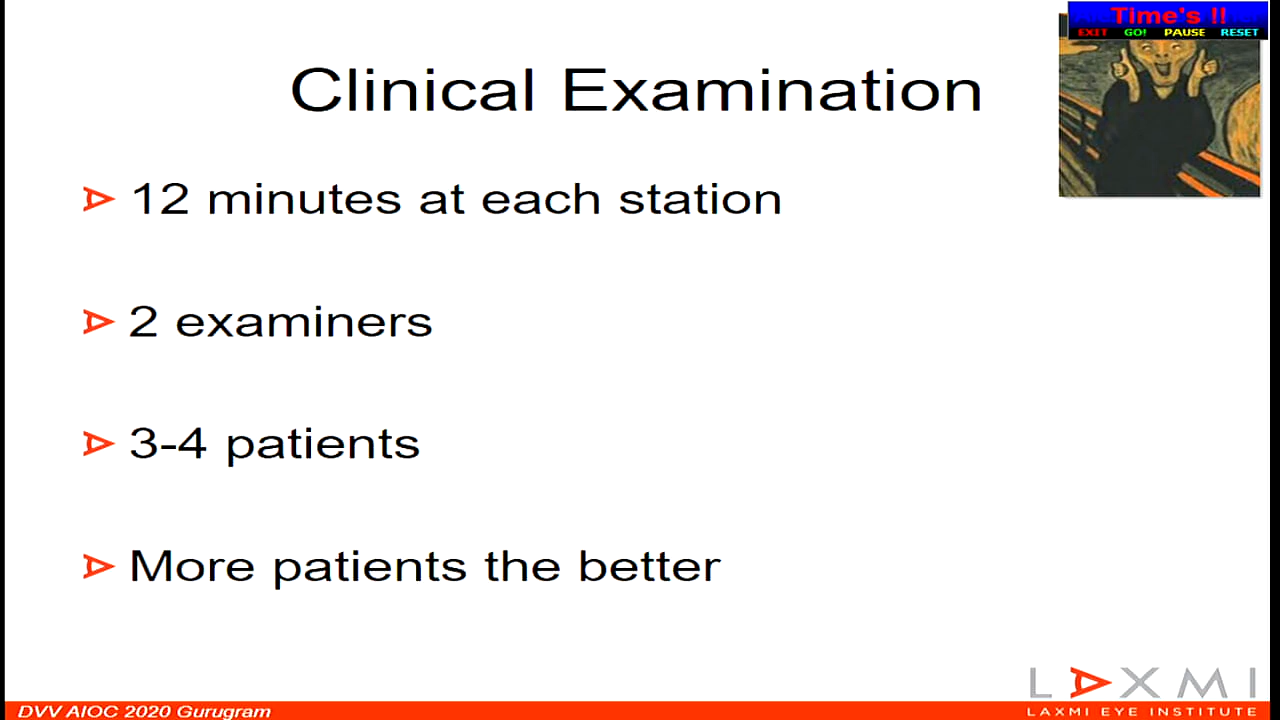 Time's !!
EXIT GO! PAUSE RESET
Clinical Examination
12 minutes at each station
2 examiners
3-4 patients
More patients the better
LAXMI
LAXMI EYE INSTITUTE
DVV AIOC 2020 Gurugram